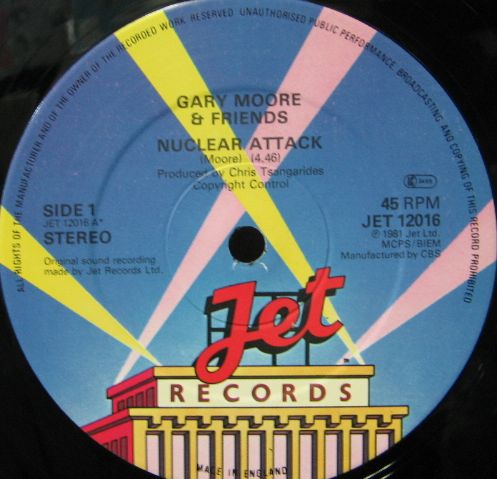 ALL RIGHTS OF THE MANUFACTURER AND OF THE OWNER OF THE RECORDED WORK RESERVED. UNAUTHORISED PUBLIC PERFORMANCE, BROADCASTING AND COPYING OF THIS RECORD PROHIBITED
GARY MOORE
& FRIENDS
NUCLEAR ATTACK
(Moore) (4.46)
Produced by Chris Tsangarides
Copyright Control
SIDE 1
JET 12016 A*
STEREO
Original sound recording
made by Jet Records Ltd.
45 RPM
JET 12016
℗ 1981 Jet Ltd.
MCPS/BIEM
Manufactured by CBS
Jet
RECORDS
MADE IN ENGLAND